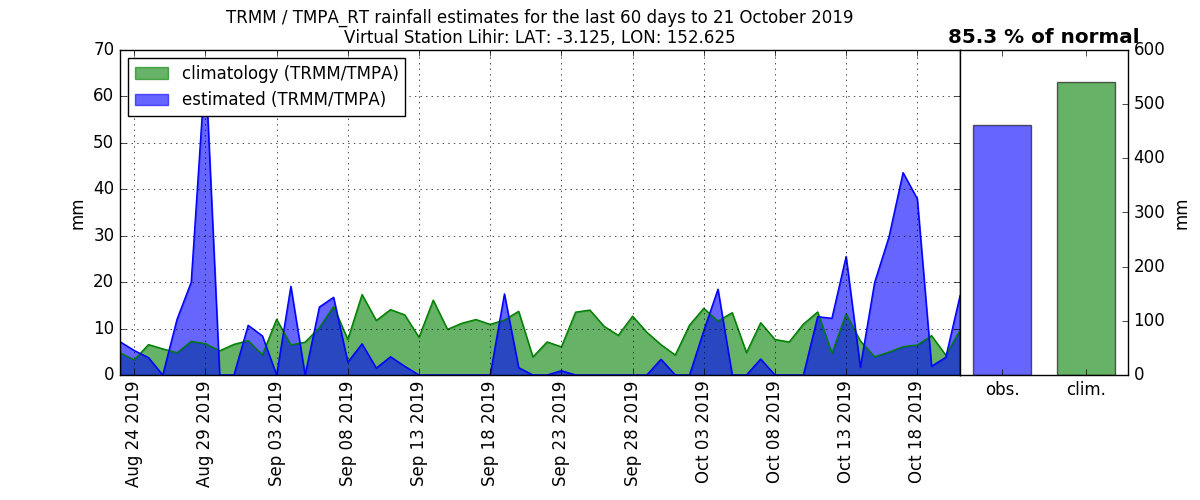 TRMM / TMPA_RT rainfall estimates for the last 60 days to 21 October 2019
Virtual Station Lihir: LAT: -3.125, LON: 152.625
85.3 % of normal
climatology (TRMM/TMPA)
estimated (TRMM/TMPA)
70
60
50
40
30
20
10
0
mm
Aug 24 2019
Aug 29 2019
Sep 03 2019
Sep 08 2019
Sep 13 2019
Sep 18 2019
Sep 23 2019
Sep 28 2019
Oct 03 2019
Oct 08 2019
Oct 13 2019
Oct 18 2019
600
500
400
300
200
100
0
mm
obs.
clim.